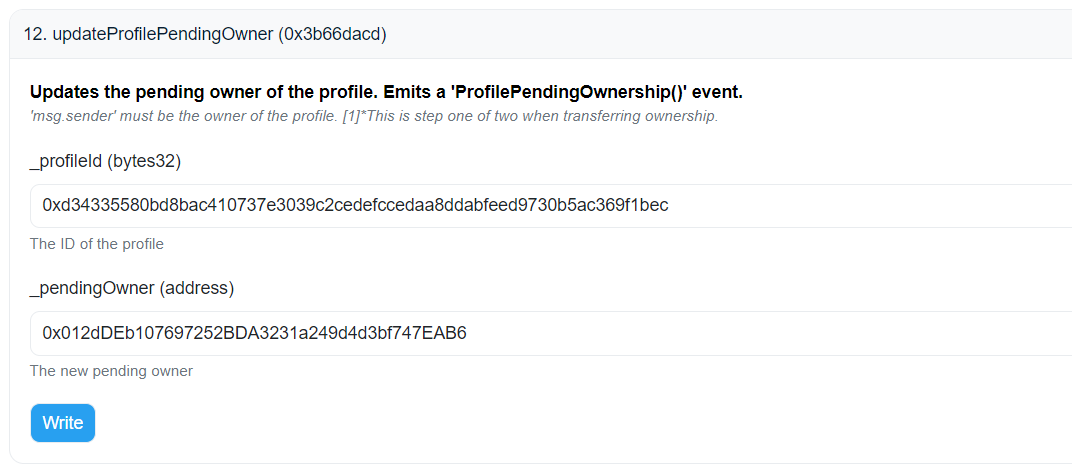 12. updateProfilePendingOwner (0x3b66dacd)
Updates the pending owner of the profile. Emits a 'ProfilePendingOwnership()' event.
'msg.sender' must be the owner of the profile. [1]*This is step one of two when transferring ownership.
_profileId (bytes32)
0xd34335580bd8bac410737e3039c2cedefccedaa8ddabfeed9730b5ac369f1bec
The ID of the profile
_pendingOwner (address)
0x012dDEb107697252BDA3231a249d4d3bf747EAB6
The new pending owner
Write